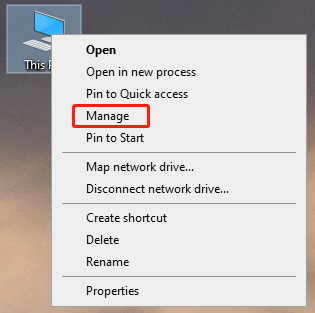 This
Open
Open in new process
Pin to Quick access
Manage
Pin to Start
Map network drive...
Disconnect network drive...
Create shortcut
Delete
Rename
Properties